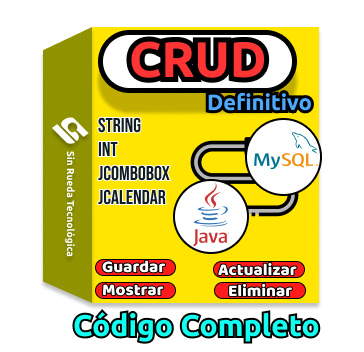 CRUD
Definitivo
STRING
INT
JCOMBOBOX
JCALENDAR
MySQL
Java
Sin Rueda Tecnológica
Guardar
Actualizar
Mostrar
Eliminar
Código Completo